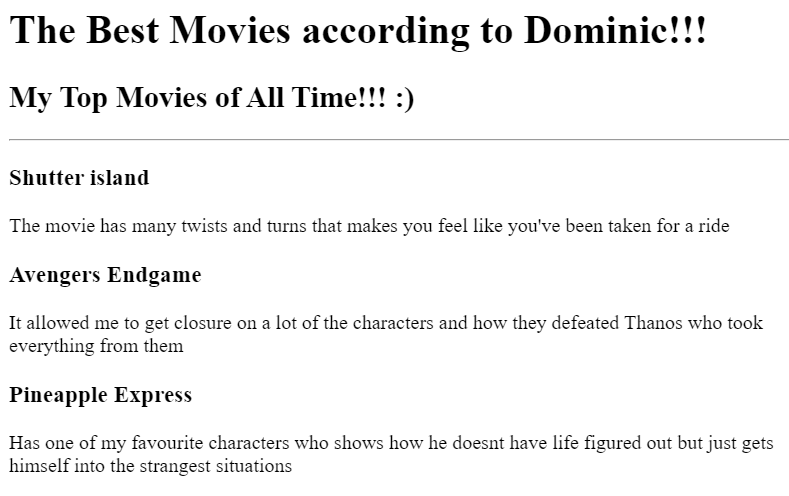 The Best Movies according to Dominic!!!
My Top Movies of All Time!!! :)
Shutter island
The movie has many twists and turns that makes you feel like you've been taken for a ride
Avengers Endgame
It allowed me to get closure on a lot of the characters and how they defeated Thanos who took
everything from them
Pineapple Express
Has one of my favourite characters who shows how he doesnt have life figured out but just gets
himself into the strangest situations